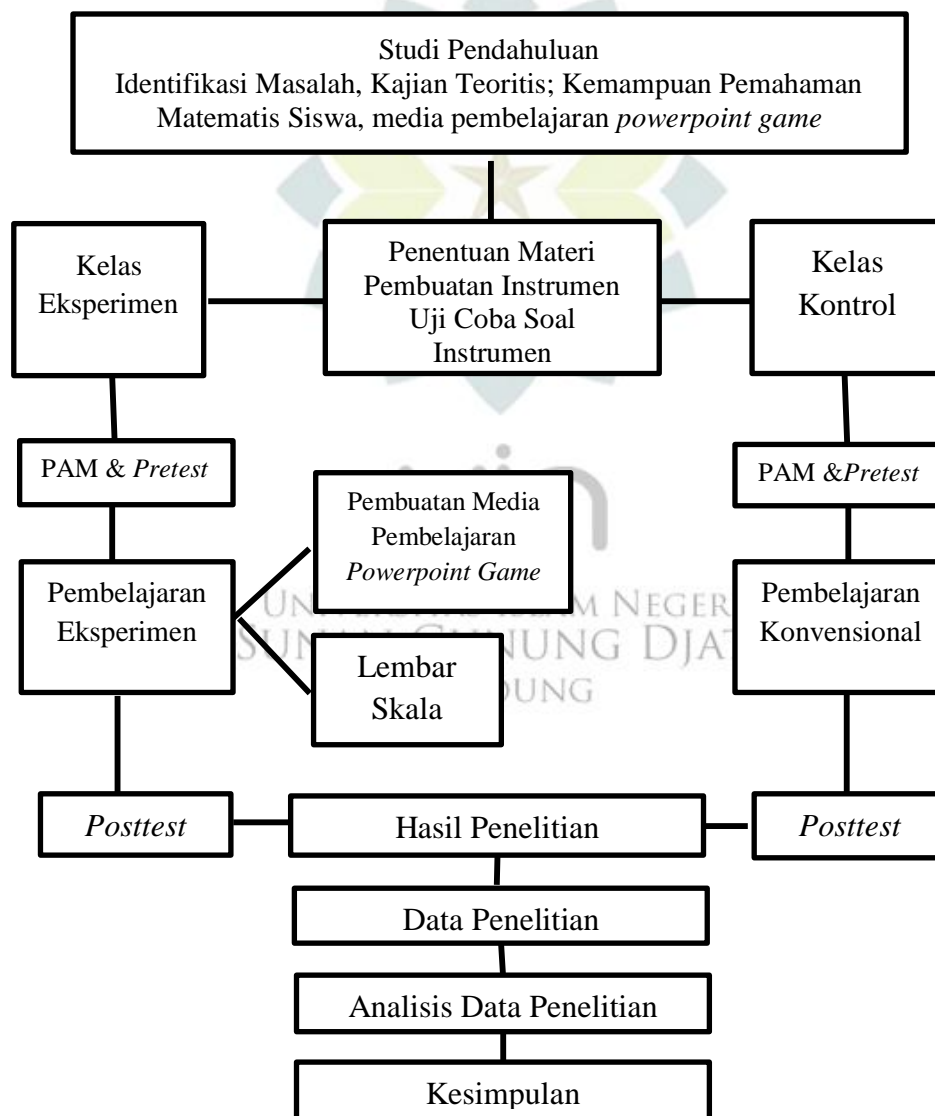 Studi Pendahuluan
Identifikasi Masalah, Kajian Teoritis; Kemampuan Pemahaman
Matematis Siswa, media pembelajaran powerpoint game
Kelas
Eksperimen
Penentuan Materi
Pembuatan Instrumen
Uji Coba Soal
Instrumen
Kelas
Kontrol
PAM & Pretest
PAM &Pretest
Pembuatan Media
Pembelajaran
Powerpoint Game
Pembelajaran
Eksperimen
Pembelajaran
Konvensional
Lembar
Skala
Posttest
Hasil Penelitian
Posttest
Data Penelitian
Analisis Data Penelitian
Kesimpulan